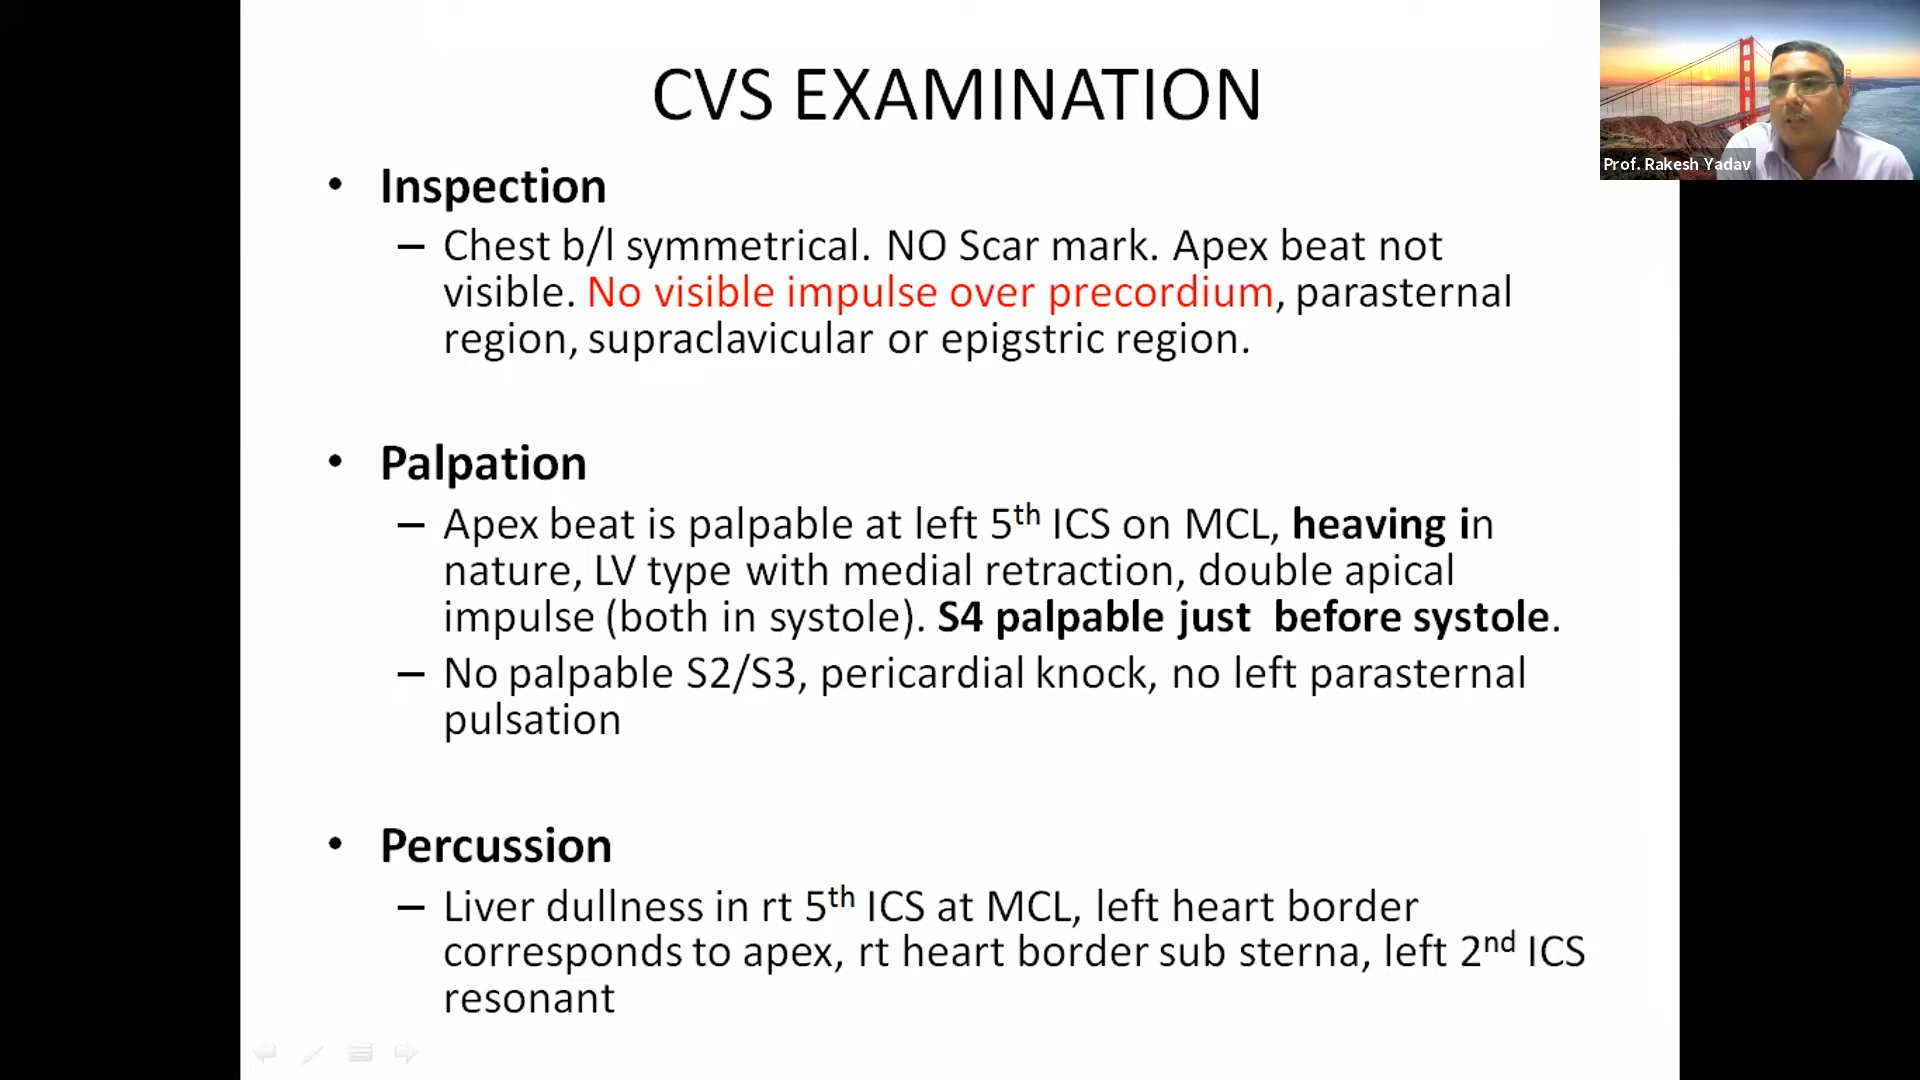 CVS EXAMINATION
Prof. Rakesh Yadav
• Inspection
– Chest b/l symmetrical. NO Scar mark. Apex beat not
visible. No visible impulse over precordium, parasternal
region, supraclavicular or epigstric region.
• Palpation
– Apex beat is palpable at left 5th ICS on MCL, heaving in
nature, LV type with medial retraction, double apical
impulse (both in systole). S4 palpable just  before systole.
– No palpable S2/S3, pericardial knock, no left parasternal
pulsation
• Percussion
– Liver dullness in rt 5th ICS at MCL, left heart border
corresponds to apex, rt heart border sub sterna, left 2nd ICS
resonant